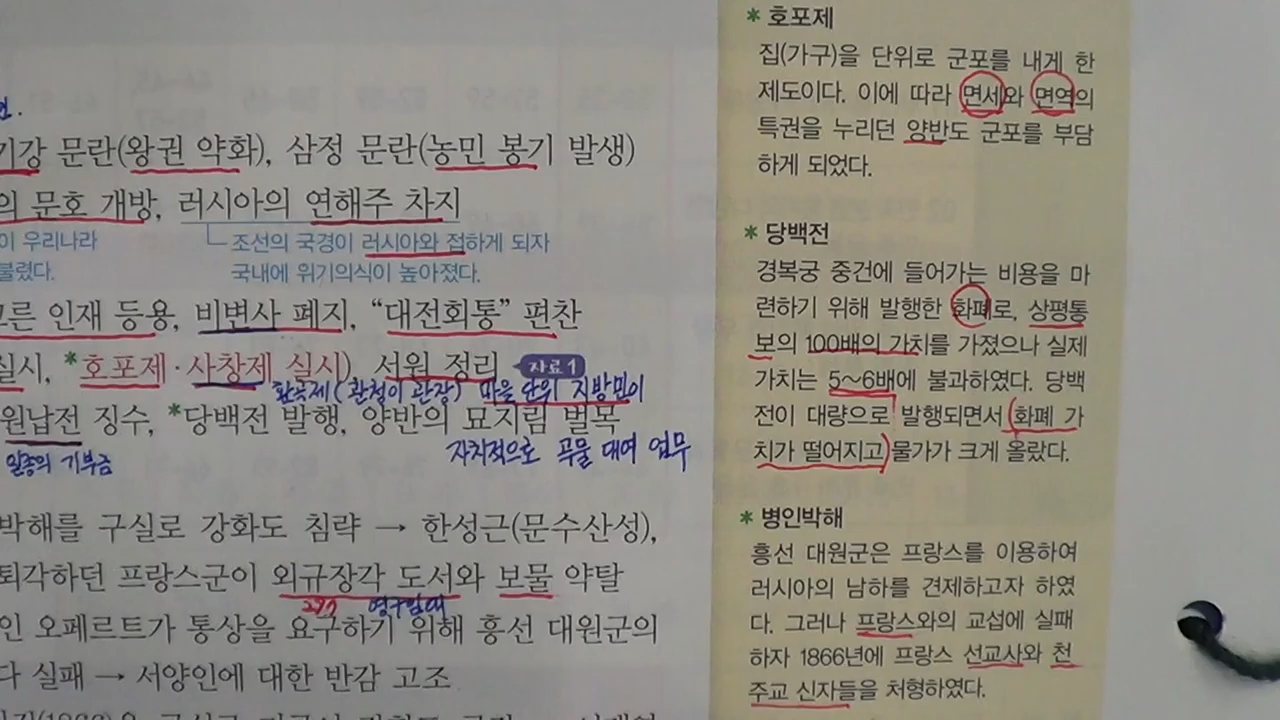 기강 문란(왕권 약화), 삼정 문란(농민 봉기 발생)
의 문호 개방, 러시아의 연해주 차지
이 우리나라
불렸다.
조선의 국경이 러시아와 접하게 되자
국내에 위기의식이 높아졌다.
른 인재 등용, 비변사 폐지, “대전회통” 편찬
실시, *호포제·사창제 실시), 서원 정리 자료1
환곡제(환철이 관장) 마을 단위 지방민이
원납전 징수, *당백전 발행, 양반의 묘지림 벌목
일종의 기부금
자치적으로 곡물 대여 업무
박해를 구실로 강화도 침략 → 한성근(문수산성),
퇴각하던 프랑스군이 외규장각 도서와 보물 약탈
297 영구임대
인 오페르트가 통상을 요구하기 위해 흥선 대원군의
다 실패 → 서양인에 대한 반감 고조
* 호포제
집(가구)을 단위로 군포를 내게 한
제도이다. 이에 따라 면세와 면역의
특권을 누리던 양반도 군포를 부담
하게 되었다.
* 당백전
경복궁 중건에 들어가는 비용을 마
련하기 위해 발행한 화폐로, 상평통
보의 100배의 가치를 가졌으나 실제
가치는 5~6배에 불과하였다. 당백
전이 대량으로 발행되면서 화폐 가
치가 떨어지고 물가가 크게 올랐다.
* 병인박해
흥선 대원군은 프랑스를 이용하여
러시아의 남하를 견제하고자 하였
다. 그러나 프랑스와의 교섭에 실패
하자 1866년에 프랑스 선교사와 천
주교 신자들을 처형하였다.